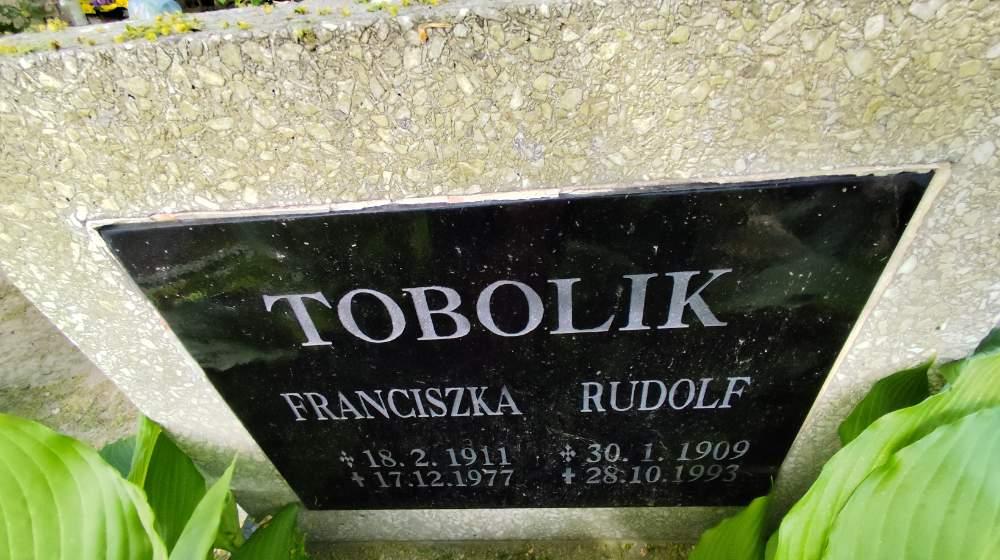 TOBOLIK
FRANCISZKA RUDOLF
✲ 18. 2. 1911 ✲ 30. 1. 1909
✝ 17.12.1977 ✝ 28.10.1993